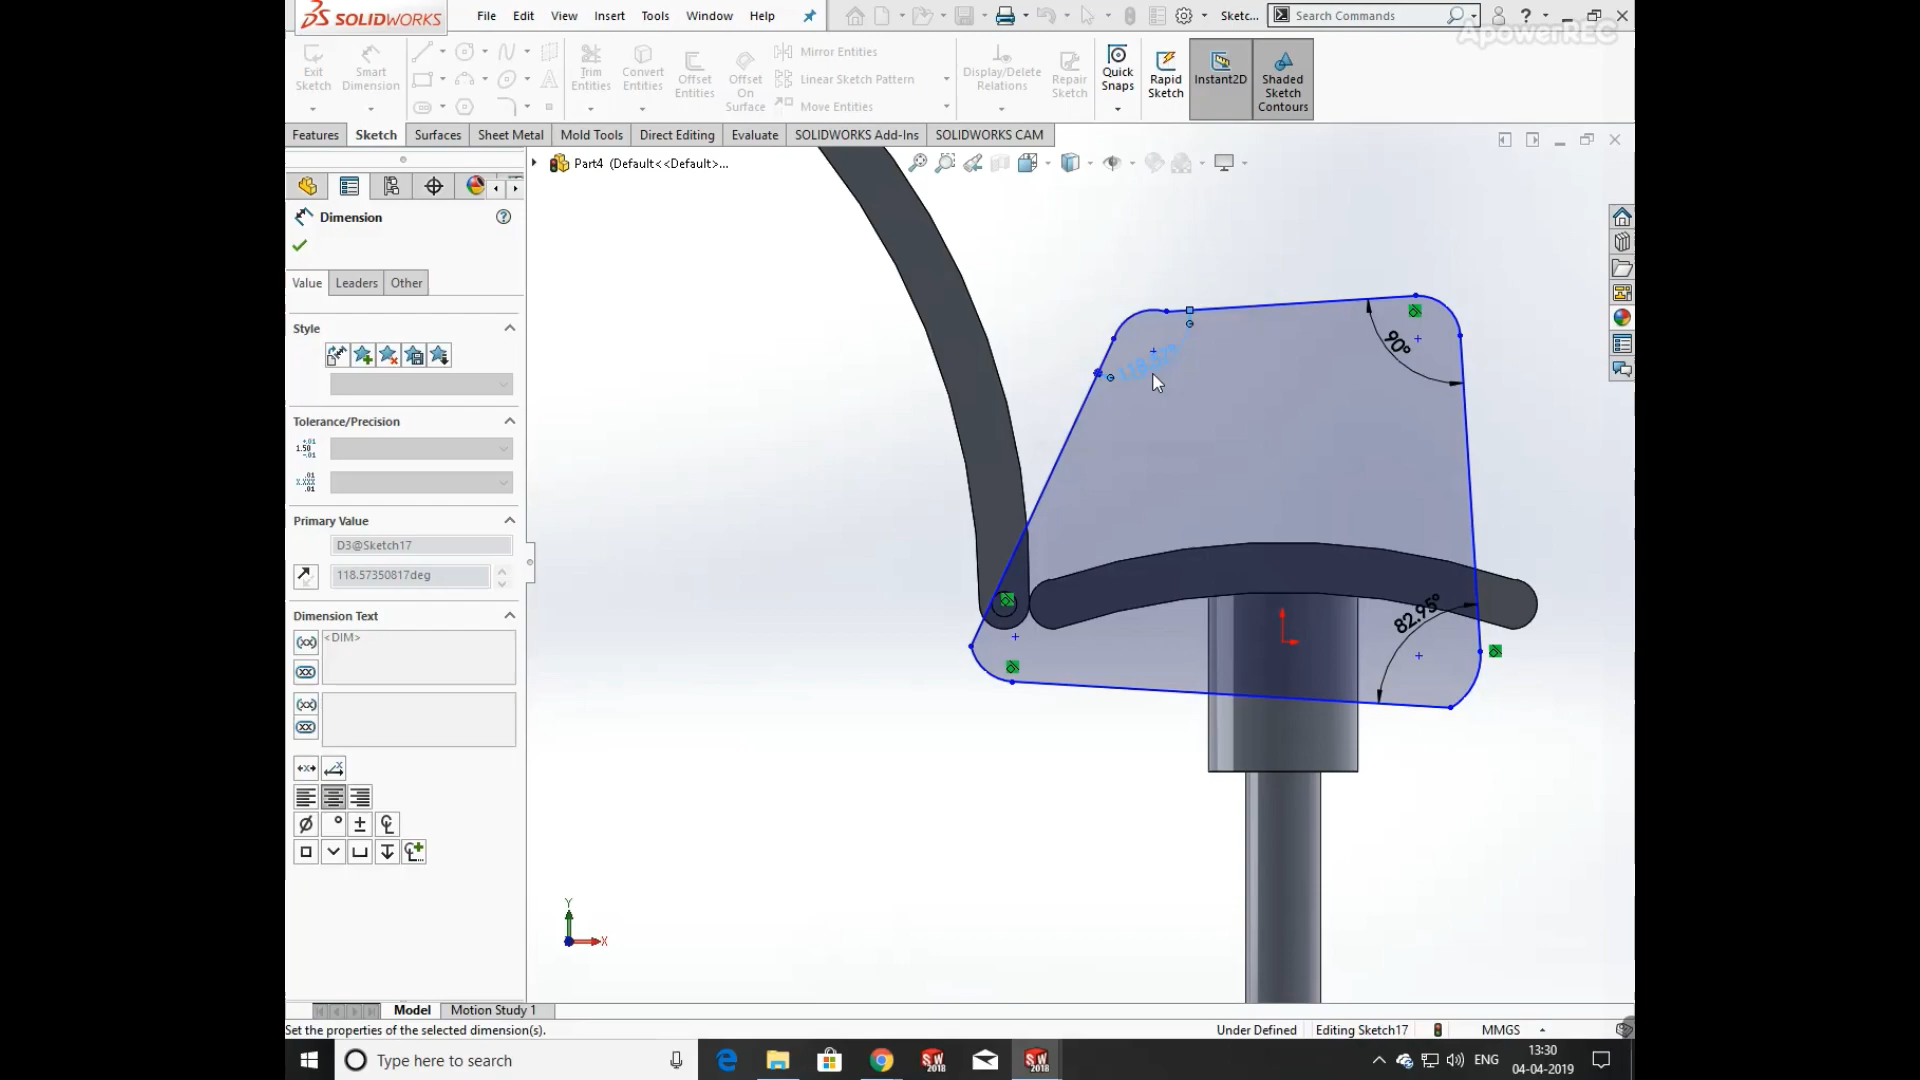 SOLIDWORKS File Edit View Insert Tools Window Help Sketc... Search Commands ?
ApowerREC
Exit Sketch
Smart Dimension
Trim Entities
Convert Entities
Offset Entities
Offset On Surface
Mirror Entities
Linear Sketch Pattern
Move Entities
Display/Delete Relations
Repair Sketch
Quick Snaps
Rapid Sketch
Instant2D
Shaded Sketch Contours
Features Sketch Surfaces Sheet Metal Mold Tools Direct Editing Evaluate SOLIDWORKS Add-Ins SOLIDWORKS CAM
Part4 (Default<<Default>...
Dimension
Value Leaders Other
Style
Tolerance/Precision
Primary Value
D3@Sketch17
118.57350817deg
Dimension Text
<DIM>
90°
82.95°
Y
X
Model Motion Study 1
Set the properties of the selected dimension(s). Under Defined Editing Sketch17 MMGS
Type here to search ENG 13:30
04-04-2019